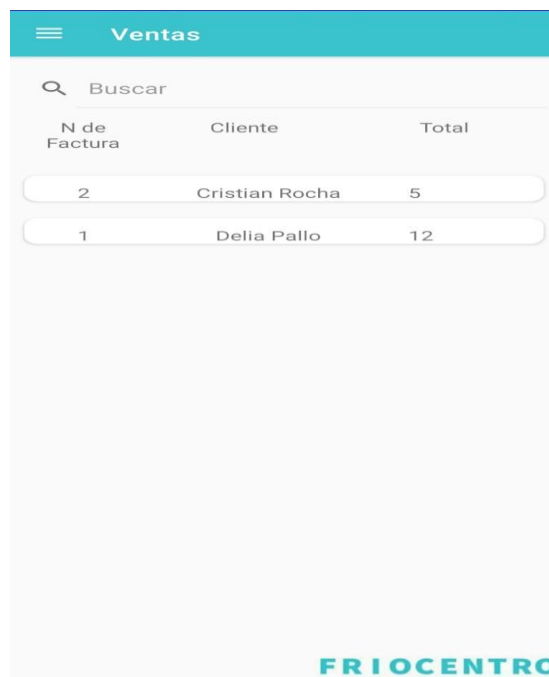 Ventas
Buscar
N de Factura Cliente Total
2 Cristian Rocha 5
1 Delia Pallo 12
FRIOCENTRO